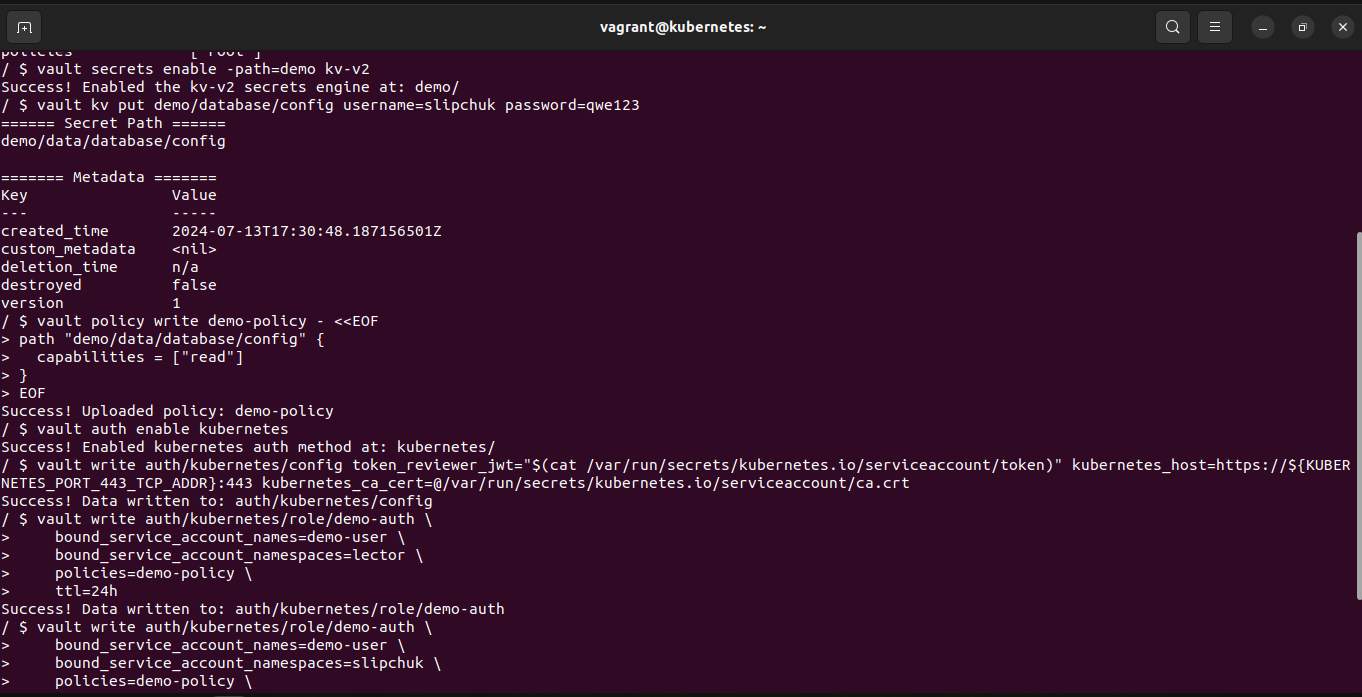 vagrant@kubernetes: ~
policies             ["root"]
/ $ vault secrets enable -path=demo kv-v2
Success! Enabled the kv-v2 secrets engine at: demo/
/ $ vault kv put demo/database/config username=slipchuk password=qwe123
====== Secret Path ======
demo/data/database/config
======= Metadata =======
Key                Value
---                -----
created_time       2024-07-13T17:30:48.187156501Z
custom_metadata    <nil>
deletion_time      n/a
destroyed          false
version            1
/ $ vault policy write demo-policy - <<EOF
> path "demo/data/database/config" {
>   capabilities = ["read"]
> }
> EOF
Success! Uploaded policy: demo-policy
/ $ vault auth enable kubernetes
Success! Enabled kubernetes auth method at: kubernetes/
/ $ vault write auth/kubernetes/config token_reviewer_jwt="$(cat /var/run/secrets/kubernetes.io/serviceaccount/token)" kubernetes_host=https://${KUBER
NETES_PORT_443_TCP_ADDR}:443 kubernetes_ca_cert=@/var/run/secrets/kubernetes.io/serviceaccount/ca.crt
Success! Data written to: auth/kubernetes/config
/ $ vault write auth/kubernetes/role/demo-auth \
>     bound_service_account_names=demo-user \
>     bound_service_account_namespaces=lector \
>     policies=demo-policy \
>     ttl=24h
Success! Data written to: auth/kubernetes/role/demo-auth
/ $ vault write auth/kubernetes/role/demo-auth \
>     bound_service_account_names=demo-user \
>     bound_service_account_namespaces=slipchuk \
>     policies=demo-policy \